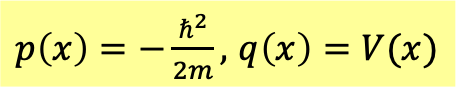 p(x) = −ħ²/2m, q(x) = V(x)